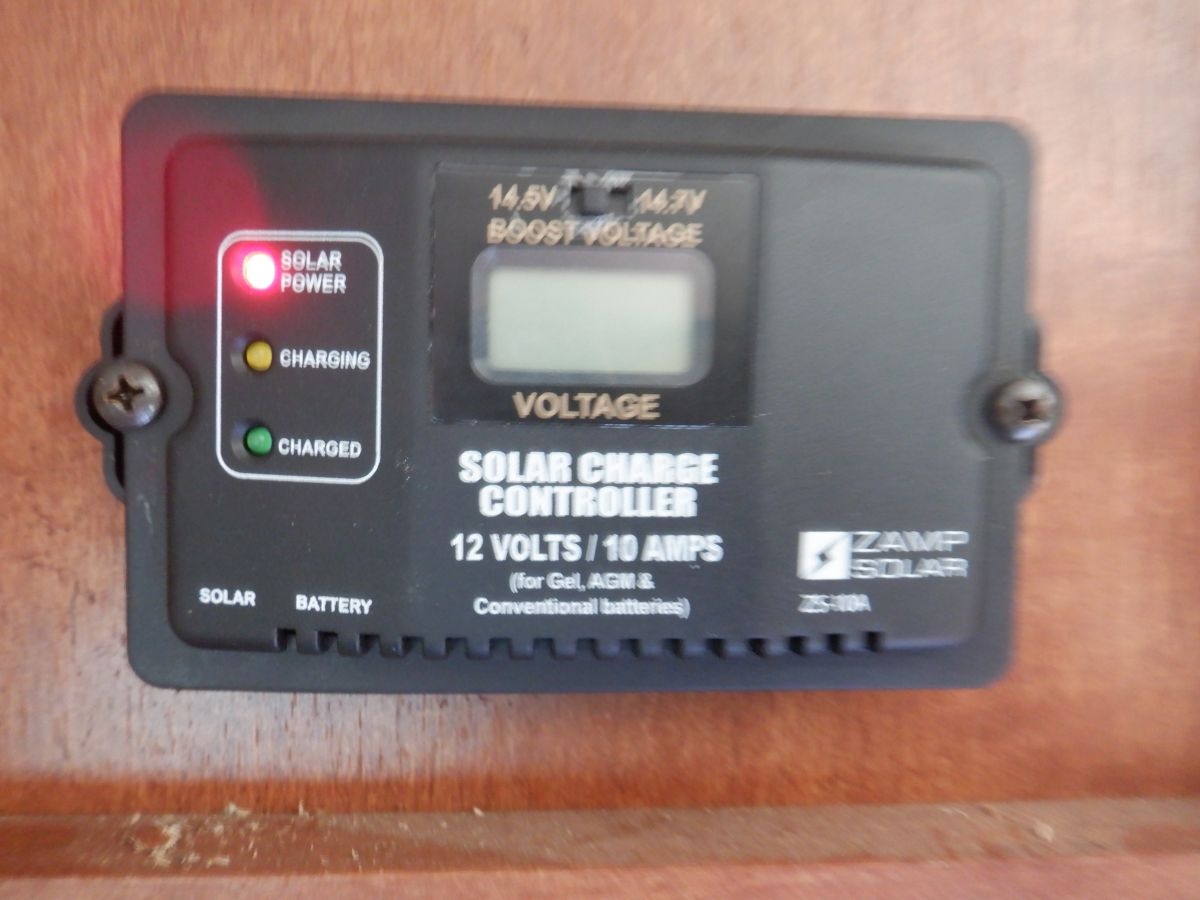 14.5V 14.7V
BOOST VOLTAGE
SOLAR
POWER
CHARGING
CHARGED
VOLTAGE
SOLAR CHARGE
CONTROLLER
12 VOLTS / 10 AMPS
(for Gel, AGM &
Conventional batteries)
SOLAR BATTERY
ZAMP
SOLAR